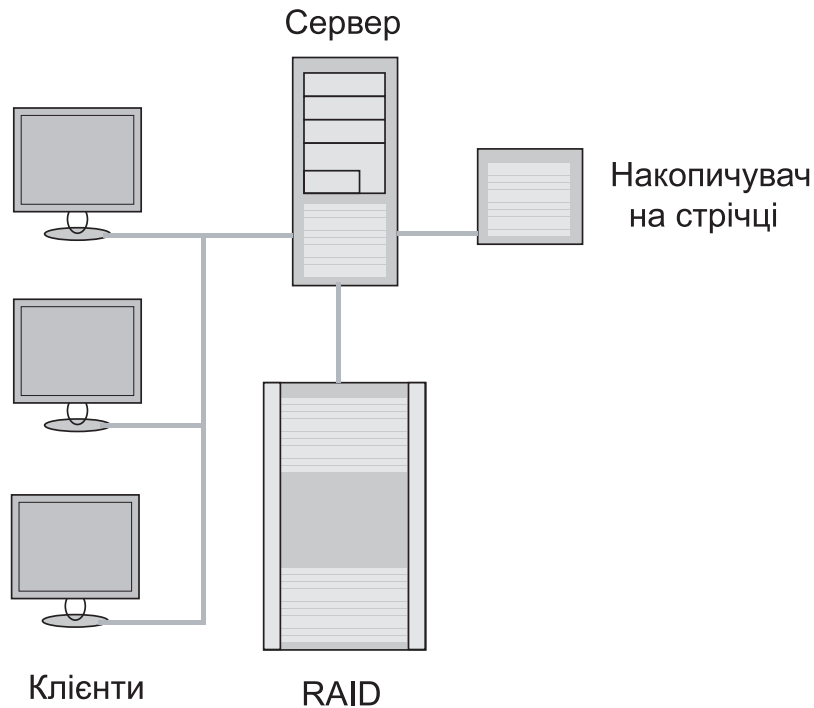 Сервер
Накопичувач
на стрічці
Клієнти
RAID